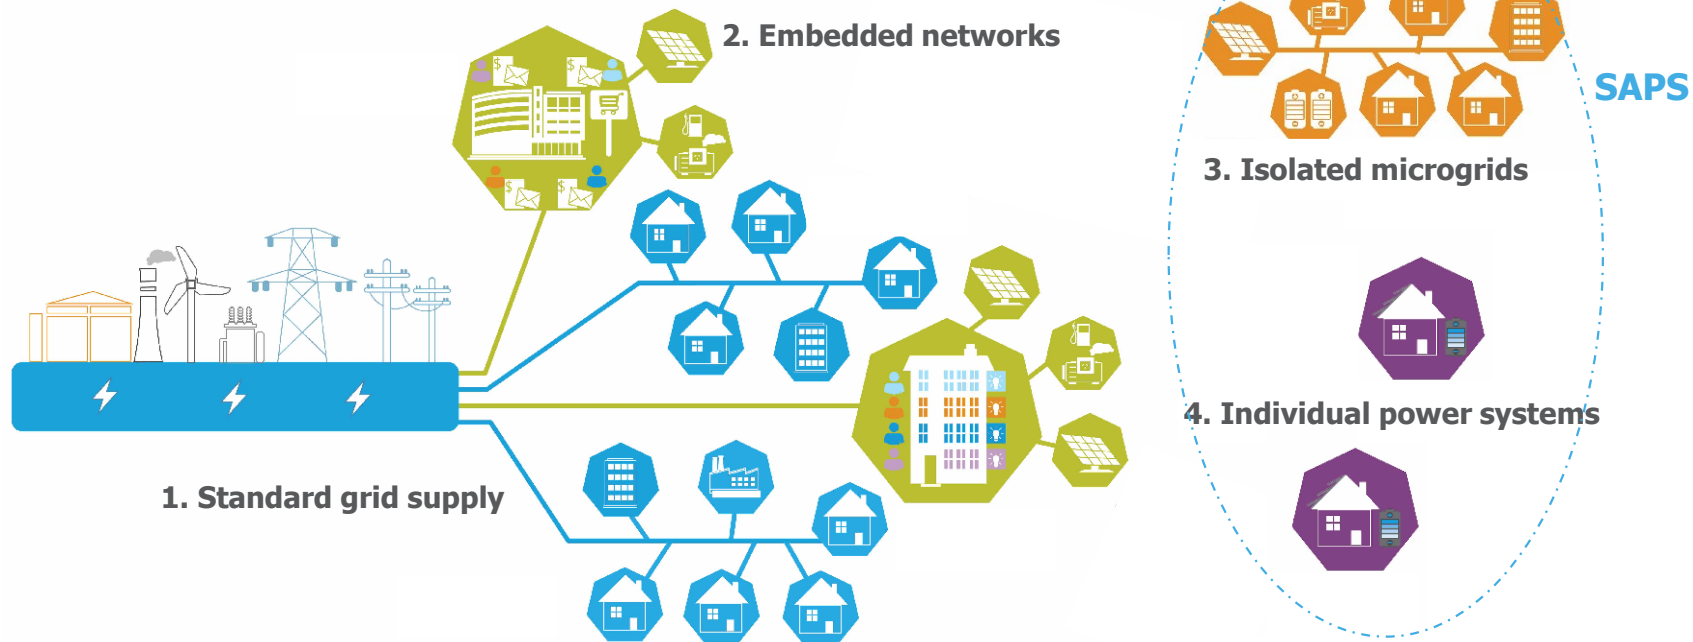 2. Embedded networks
SAPS
3. Isolated microgrids
$
$
$
$
4. Individual power systems
1. Standard grid supply